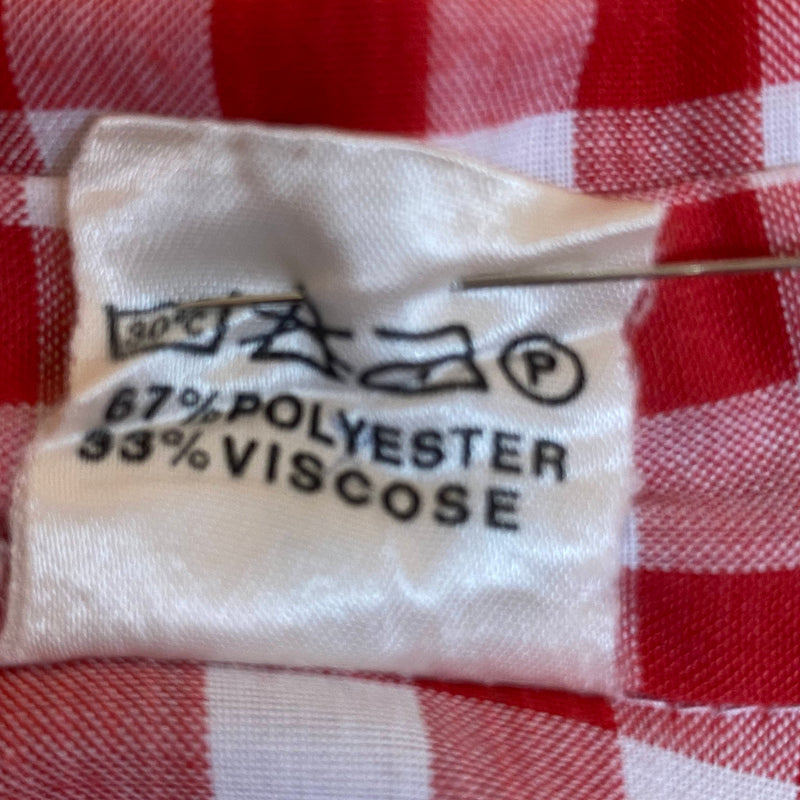 30°C P
67% POLYESTER
33% VISCOSE